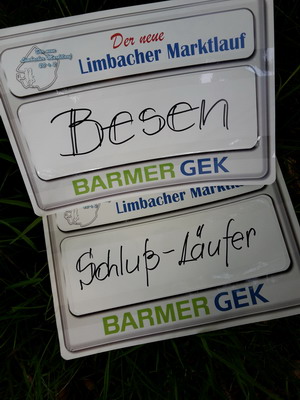 Der neue
Limbacher Marktlauf
Besen
BARMER GEK
Limbacher Marktlauf
Schluß-Läufer
BARMER GEK